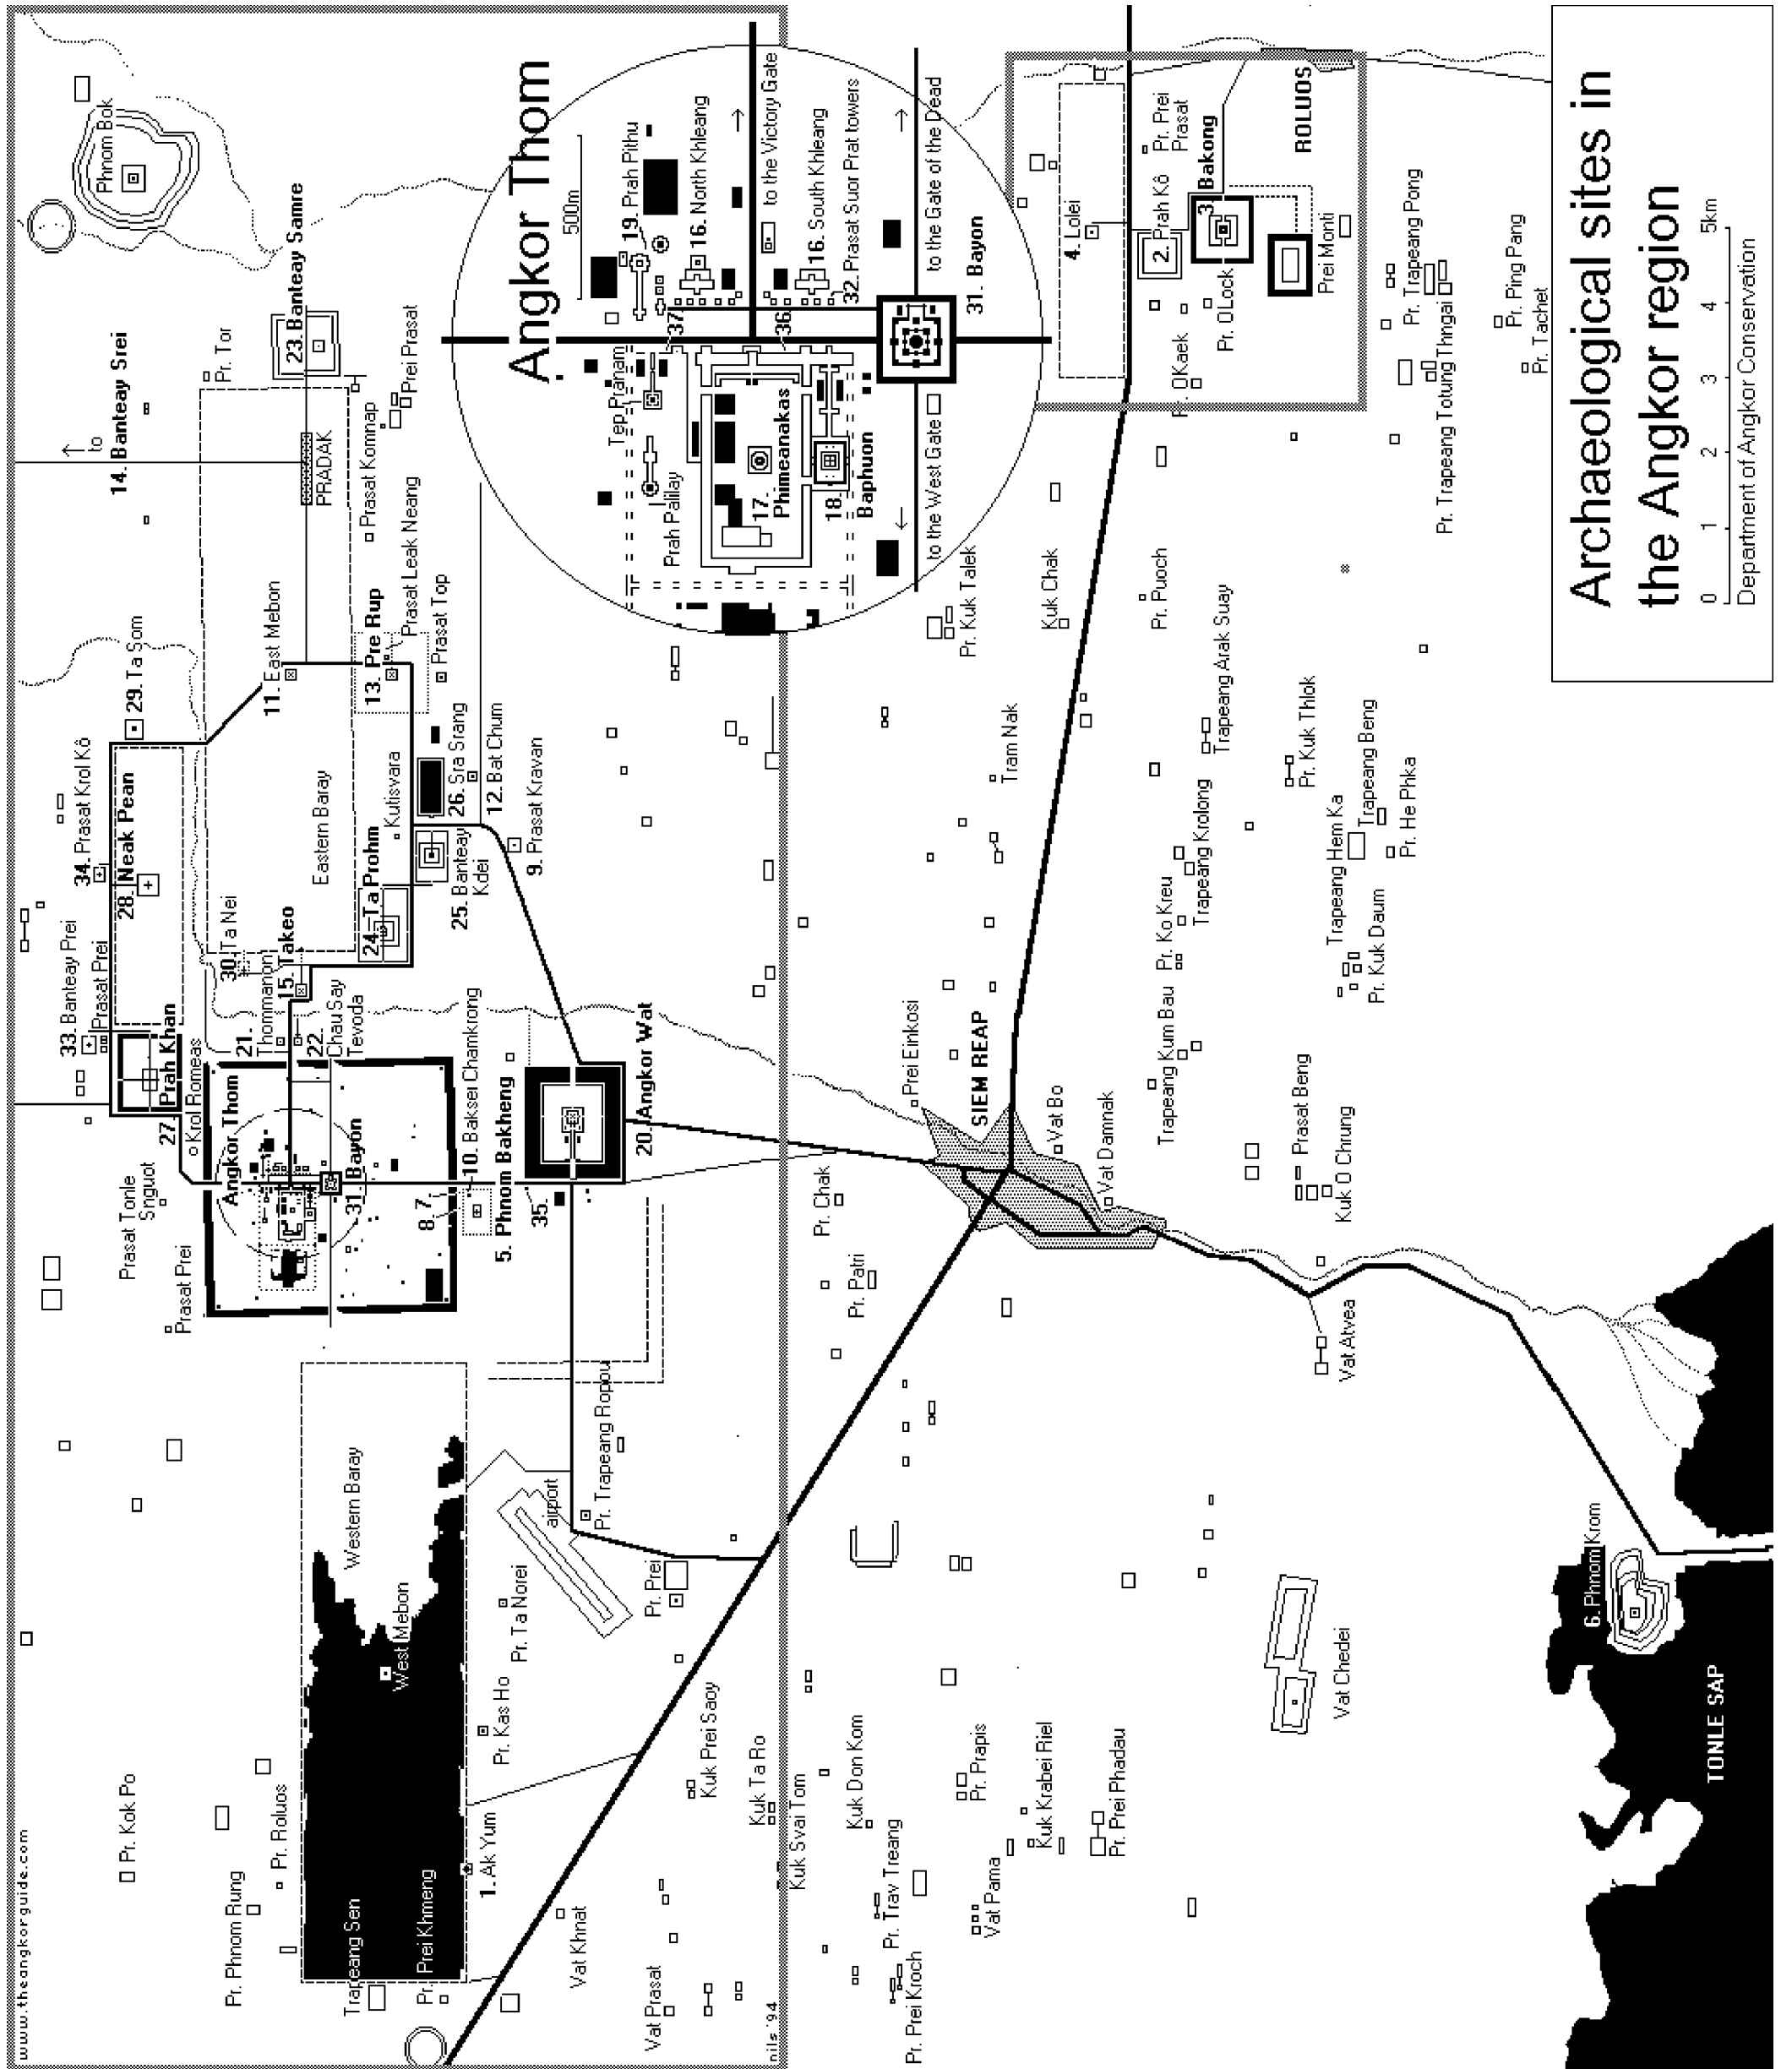 www.theangkorguide.com
Pr. Kok Po
Pr. Phnom Rung
Pr. Roluos
Trapeang Sen
Pr. Prei Khmeng
1. Ak Yum
Vat Khnat
Vat Prasat
nils '94
West Mebon
Western Baray
Pr. Kas Ho
Pr. Ta Norei
airport
Pr. Trapeang Ropou
Pr. Prei
Kuk Prei Saoy
Kuk Ta Ro
Kuk Svai Tom
Kuk Don Kom
Pr. Trav Treang
Pr. Prei Kroch
Vat Pama
Pr. Prapis
Kuk Krabei Riel
Pr. Prei Phadau
Vat Chedei
Prasat Tonle
Snguot
Prasat Prei
33. Banteay Prei
Prasat Prei
27.
Prah Khan
Krol Romeas
Angkor Thom
31. Bayon
21.
Thommanon
22.
Chau Say
Tevoda
8. 7.
10. Baksei Chamkrong
5. Phnom Bakheng
35.
20. Angkor Wat
34. Prasat Krol Kô
28. Neak Pean
29. Ta Som
30. Ta Nei
15. Takeo
Eastern Baray
24. Ta Prohm
Kutisvara
25. Banteay
Kdei
26. Sra Srang
12. Bat Chum
9. Prasat Kravan
11. East Mebon
13. Pre Rup
Prasat Leak Neang
Prasat Top
to
14. Banteay Srei
Pr. Tor
PRADAK
Prasat Komnap
Prei Prasat
23. Banteay Samre
Phnom Bok
Angkor Thom
500m
19. Prah Pithu
16. North Khleang
to the Victory Gate
16. South Khleang
32. Prasat Suor Prat towers
to the Gate of the Dead
31. Bayon
37.
36.
Tep Pranam
Prah Palilay
17.
Phimeanakas
18.
Baphuon
to the West Gate
4. Lolei
2. Prah Kô
Pr. Prei
Prasat
3. Bakong
ROLUOS
Prei Monti
Pr. OLock
Pr. OKaek
Pr. Trapeang Pong
Pr. Trapeang Totung Thngai
Pr. Ping Pang
Pr. Tachet
Pr. Kuk Talek
Kuk Chak
Pr. Puoch
Tram Nak
Trapeang Arak Suay
Pr. Kuk Thlok
Trapeang Beng
Pr. He Phka
Trapeang Hem Ka
Pr. Kuk Daum
Trapeang Krolong
Pr. Ko Kreu
Trapeang Kum Bau
Prei Einkosi
SIEM REAP
Vat Bo
Vat Damnak
Pr. Chak
Pr. Patri
Prasat Beng
Kuk O Chrung
Vat Atvea
6. Phnom Krom
TONLE SAP
Archaeological sites in
the Angkor region
0 1 2 3 4 5km
Department of Angkor Conservation